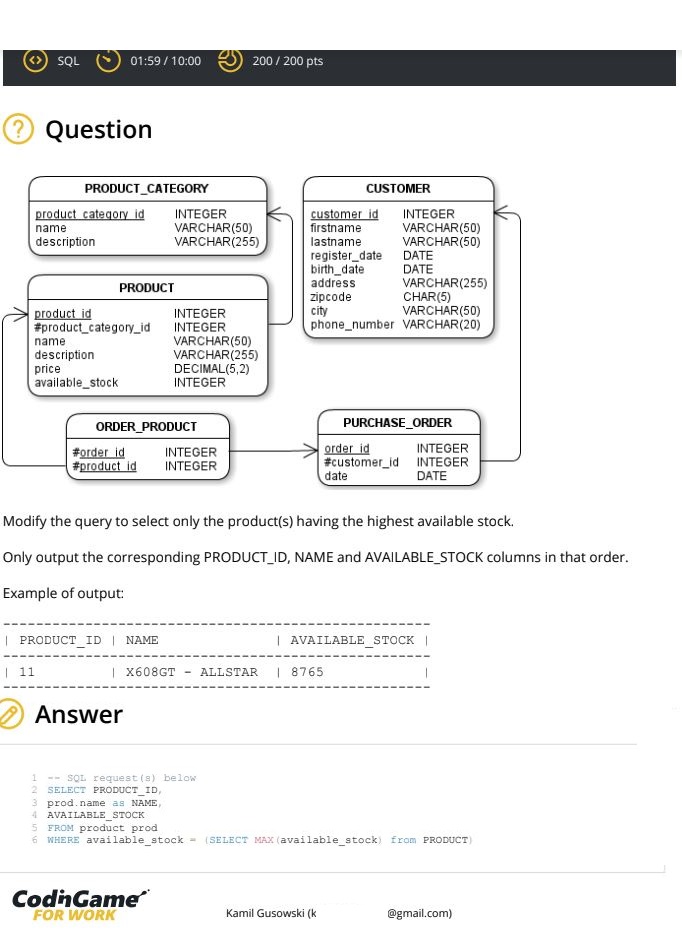 SQL 01:59 / 10:00 200 / 200 pts
? Question
PRODUCT_CATEGORY
product_category_id INTEGER
name VARCHAR(50)
description VARCHAR(255)
CUSTOMER
customer_id INTEGER
firstname VARCHAR(50)
lastname VARCHAR(50)
register_date DATE
birth_date DATE
address VARCHAR(255)
zipcode CHAR(5)
city VARCHAR(50)
phone_number VARCHAR(20)
PRODUCT
product_id INTEGER
#product_category_id INTEGER
name VARCHAR(50)
description VARCHAR(255)
price DECIMAL(5,2)
available_stock INTEGER
ORDER_PRODUCT
#order_id INTEGER
#product_id INTEGER
PURCHASE_ORDER
order_id INTEGER
#customer_id INTEGER
date DATE
Modify the query to select only the product(s) having the highest available stock.
Only output the corresponding PRODUCT_ID, NAME and AVAILABLE_STOCK columns in that order.
Example of output:
| PRODUCT_ID | NAME | AVAILABLE_STOCK |
| 11 | X608GT - ALLSTAR | 8765 |
Answer
1 -- SQL request(s) below
2 SELECT PRODUCT_ID,
3 prod.name as NAME,
4 AVAILABLE_STOCK
5 FROM product prod
6 WHERE available_stock = (SELECT MAX(available_stock) from PRODUCT)
CodinGame
FOR WORK
Kamil Gusowski (k @gmail.com)